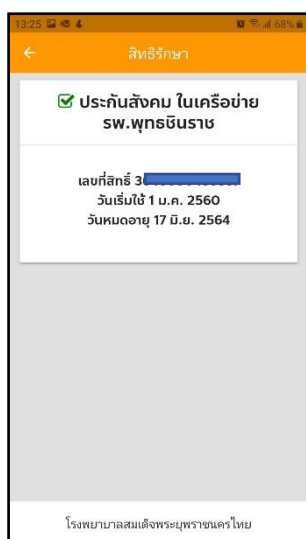 13:25 68%
สิทธิรักษา
ประกันสังคม ในเครือข่าย
รพ.พุทธชินราช
เลขที่สิทธิ์
วันเริ่มใช้ 1 ม.ค. 2560
วันหมดอายุ 17 มิ.ย. 2564
โรงพยาบาลสมเด็จพระยุพราชนครไทย